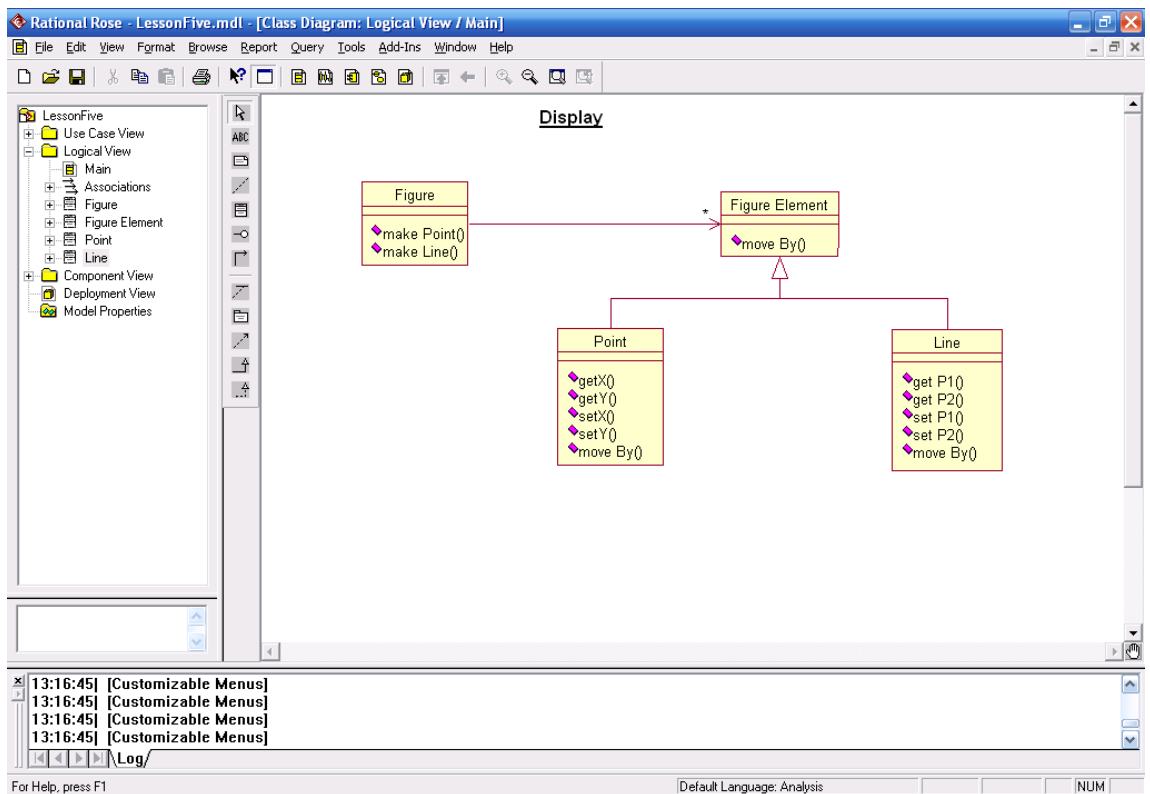 Rational Rose - LessonFive.mdl - [Class Diagram: Logical View / Main]
File Edit View Format Browse Report Query Tools Add-Ins Window Help
LessonFive
Use Case View
Logical View
Main
Associations
Figure
Figure Element
Point
Line
Component View
Deployment View
Model Properties
ABC
Display
Figure
make Point()
make Line()
*
Figure Element
move By()
Point
getX()
getY()
setX()
setY()
move By()
Line
get P1()
get P2()
set P1()
set P2()
move By()
13:16:45| [Customizable Menus]
13:16:45| [Customizable Menus]
13:16:45| [Customizable Menus]
13:16:45| [Customizable Menus]
Log
For Help, press F1 Default Language: Analysis NUM